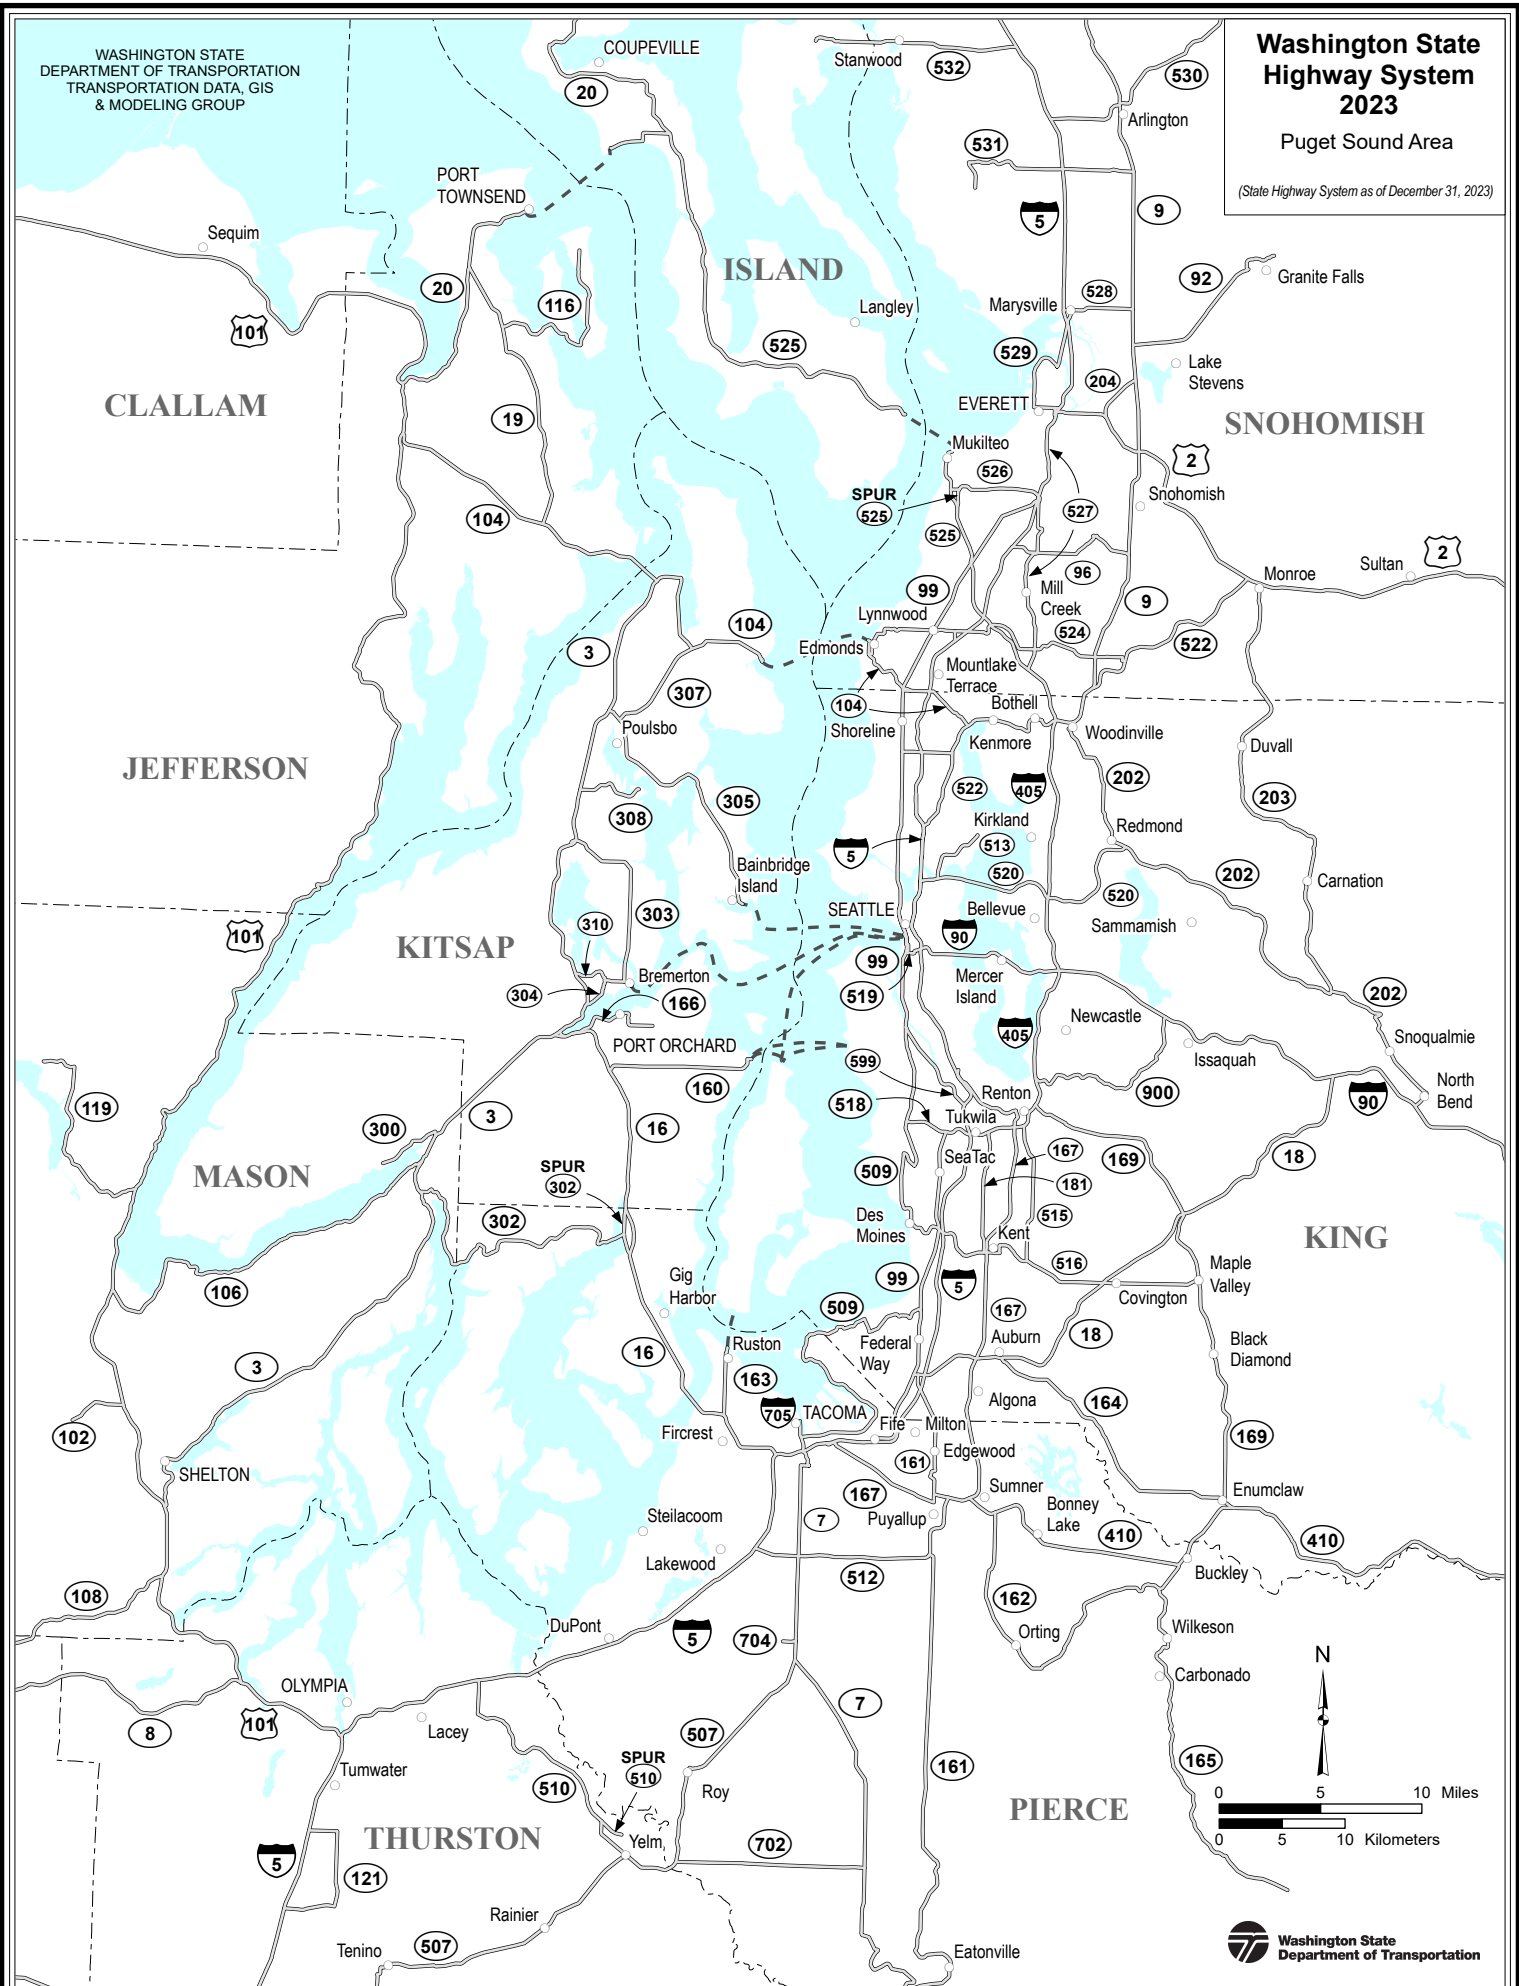 WASHINGTON STATE
DEPARTMENT OF TRANSPORTATION
TRANSPORTATION DATA, GIS
& MODELING GROUP
Washington State
Highway System
2023
Puget Sound Area
(State Highway System as of December 31, 2023)
COUPEVILLE
20
Stanwood
532
530
Arlington
531
PORT
TOWNSEND
5
9
Sequim
ISLAND
20
116
101
92
Granite Falls
528
Marysville
Langley
525
529
Lake
Stevens
204
CLALLAM
EVERETT
SNOHOMISH
19
Mukilteo
526
2
SPUR
525
Snohomish
527
104
525
2
Sultan
96
Monroe
99
Mill
Creek
9
Lynnwood
524
104
Edmonds
522
3
Mountlake
Terrace
307
104
Bothell
Shoreline
Poulsbo
Kenmore
Woodinville
Duvall
JEFFERSON
202
522
405
305
203
308
Kirkland
Redmond
513
5
Bainbridge
Island
520
202
Carnation
520
SEATTLE
Bellevue
303
310
Sammamish
101
KITSAP
90
99
Bremerton
Mercer
Island
304
519
166
202
Newcastle
405
PORT ORCHARD
599
Issaquah
Snoqualmie
160
Renton
North
Bend
900
90
119
518
3
16
Tukwila
300
167
169
18
SPUR
302
SeaTac
MASON
509
181
302
Des
Moines
515
Kent
KING
516
Maple
Valley
99
5
Gig
Harbor
106
Covington
509
167
Auburn
18
Federal
Way
Ruston
Black
Diamond
16
3
163
Algona
164
705
TACOMA
102
Fircrest
Fife
Milton
169
Edgewood
161
SHELTON
167
Sumner
Enumclaw
Steilacoom
7
Puyallup
Bonney
Lake
410
410
Lakewood
512
Buckley
108
162
DuPont
Orting
Wilkeson
5
704
N
Carbonado
OLYMPIA
7
8
101
Lacey
507
SPUR
510
165
161
Tumwater
510
Roy
0 5 10 Miles
PIERCE
0 5 10 Kilometers
THURSTON
Yelm
702
5
121
Rainier
Tenino
507
Eatonville
Washington State
Department of Transportation